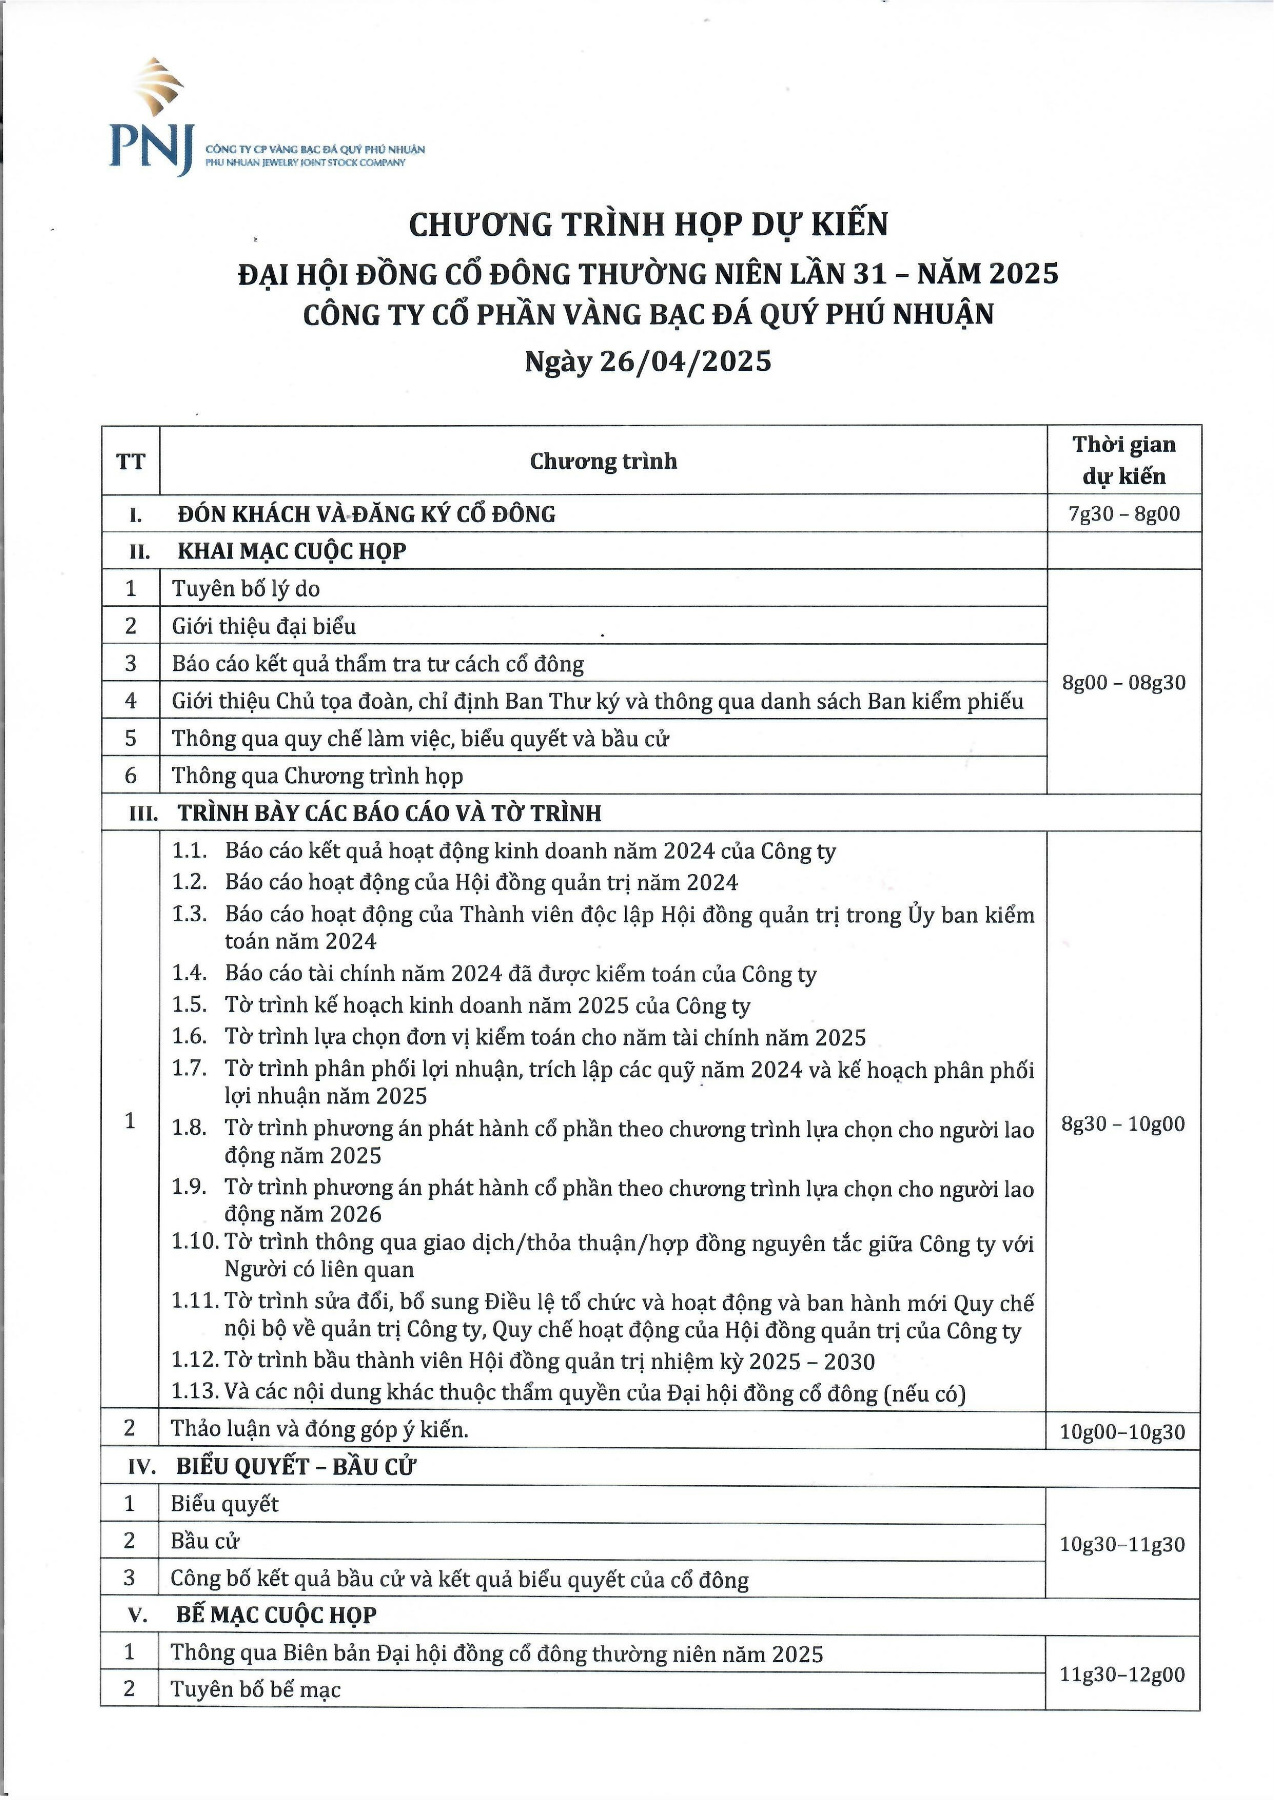 PNJ
CÔNG TY CP VÀNG BẠC ĐÁ QUÝ PHÚ NHUẬN
PHU NHUAN JEWELRY JOINT STOCK COMPANY
CHƯƠNG TRÌNH HỌP DỰ KIẾN
ĐẠI HỘI ĐỒNG CỔ ĐÔNG THƯỜNG NIÊN LẦN 31 – NĂM 2025
CÔNG TY CỔ PHẦN VÀNG BẠC ĐÁ QUÝ PHÚ NHUẬN
Ngày 26/04/2025
TT Chương trình Thời gian
dự kiến
I. ĐÓN KHÁCH VÀ ĐĂNG KÝ CỔ ĐÔNG 7g30 – 8g00
II. KHAI MẠC CUỘC HỌP
1 Tuyên bố lý do
2 Giới thiệu đại biểu
3 Báo cáo kết quả thẩm tra tư cách cổ đông
8g00 – 08g30
4 Giới thiệu Chủ tọa đoàn, chỉ định Ban Thư ký và thông qua danh sách Ban kiểm phiếu
5 Thông qua quy chế làm việc, biểu quyết và bầu cử
6 Thông qua Chương trình họp
III. TRÌNH BÀY CÁC BÁO CÁO VÀ TỜ TRÌNH
1.1. Báo cáo kết quả hoạt động kinh doanh năm 2024 của Công ty
1.2. Báo cáo hoạt động của Hội đồng quản trị năm 2024
1.3. Báo cáo hoạt động của Thành viên độc lập Hội đồng quản trị trong Ủy ban kiểm
toán năm 2024
1.4. Báo cáo tài chính năm 2024 đã được kiểm toán của Công ty
1.5. Tờ trình kế hoạch kinh doanh năm 2025 của Công ty
1.6. Tờ trình lựa chọn đơn vị kiểm toán cho năm tài chính năm 2025
1.7. Tờ trình phân phối lợi nhuận, trích lập các quỹ năm 2024 và kế hoạch phân phối
lợi nhuận năm 2025
1 1.8. Tờ trình phương án phát hành cổ phần theo chương trình lựa chọn cho người lao 8g30 – 10g00
động năm 2025
1.9. Tờ trình phương án phát hành cổ phần theo chương trình lựa chọn cho người lao
động năm 2026
1.10. Tờ trình thông qua giao dịch/thỏa thuận/hợp đồng nguyên tắc giữa Công ty với
Người có liên quan
1.11. Tờ trình sửa đổi, bổ sung Điều lệ tổ chức và hoạt động và ban hành mới Quy chế
nội bộ về quản trị Công ty, Quy chế hoạt động của Hội đồng quản trị của Công ty
1.12. Tờ trình bầu thành viên Hội đồng quản trị nhiệm kỳ 2025 – 2030
1.13. Và các nội dung khác thuộc thẩm quyền của Đại hội đồng cổ đông (nếu có)
2 Thảo luận và đóng góp ý kiến. 10g00–10g30
IV. BIỂU QUYẾT – BẦU CỬ
1 Biểu quyết
2 Bầu cử 10g30–11g30
3 Công bố kết quả bầu cử và kết quả biểu quyết của cổ đông
V. BẾ MẠC CUỘC HỌP
1 Thông qua Biên bản Đại hội đồng cổ đông thường niên năm 2025
11g30–12g00
2 Tuyên bố bế mạc